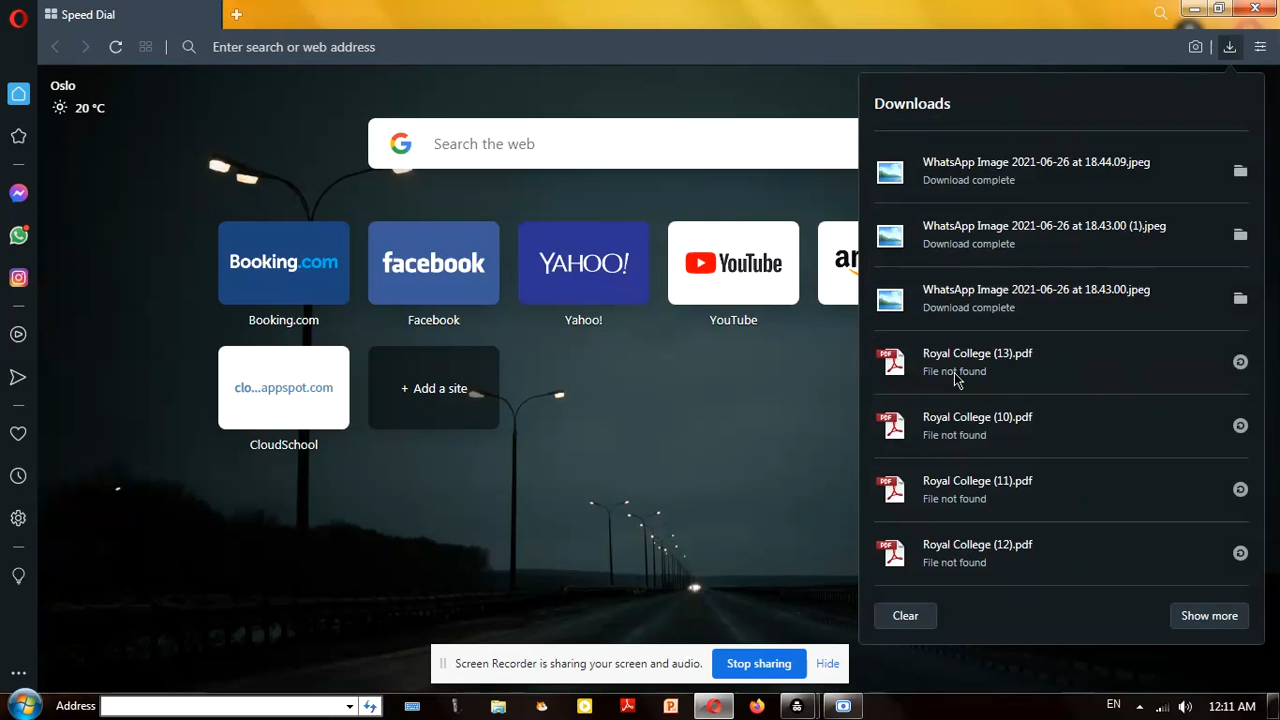 Speed Dial
Enter search or web address
Oslo
20 °C
Search the web
Booking.com
facebook
YAHOO!
YouTube
Booking.com
Facebook
Yahoo!
YouTube
clo...appspot.com
+ Add a site
CloudSchool
Downloads
WhatsApp Image 2021-06-26 at 18.44.09.jpeg
Download complete
WhatsApp Image 2021-06-26 at 18.43.00 (1).jpeg
Download complete
WhatsApp Image 2021-06-26 at 18.43.00.jpeg
Download complete
PDF
Royal College (13).pdf
File not found
PDF
Royal College (10).pdf
File not found
PDF
Royal College (11).pdf
File not found
PDF
Royal College (12).pdf
File not found
Clear
Show more
Screen Recorder is sharing your screen and audio.
Stop sharing
Hide
Address
EN
12:11 AM